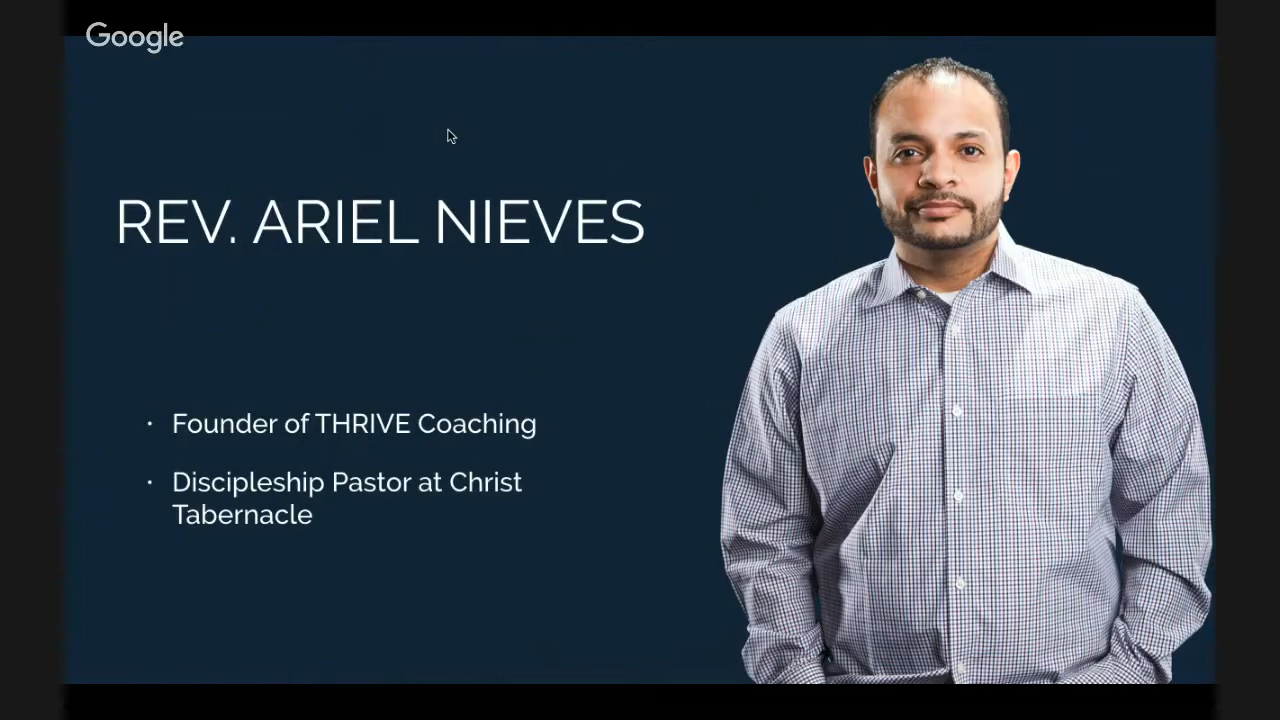 Google
REV. ARIEL NIEVES
· Founder of THRIVE Coaching
· Discipleship Pastor at Christ
Tabernacle